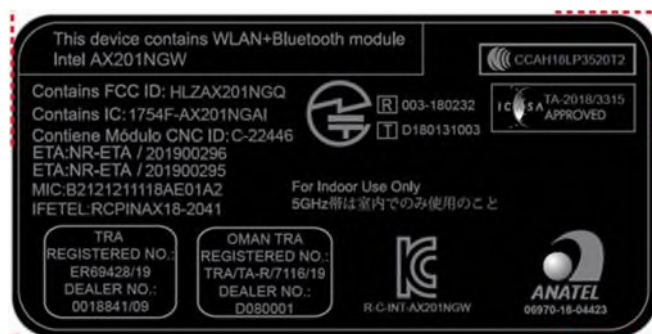 This device contains WLAN+Bluetooth module
Intel AX201NGW
CCAH18LP3520T2
Contains FCC ID: HLZAX201NGQ
Contains IC:1754F-AX201NGAI
Contiene Módulo CNC ID:C-22446
ETA:NR-ETA / 201900296
ETA:NR-ETA / 201900295
MIC:B2121211118AE01A2
IFETEL:RCPINAX18-2041
R 003-180232
T D180131003
ICASA TA-2018/3315
APPROVED
For Indoor Use Only
5GHz帯は室内でのみ使用のこと
TRA
REGISTERED NO.:
ER69428/19
DEALER NO.:
0018841/09
OMAN TRA
REGISTERED NO.:
TRA/TA-R/7116/19
DEALER NO.:
D080001
R-C-INT-AX201NGW
ANATEL
06970-18-04423